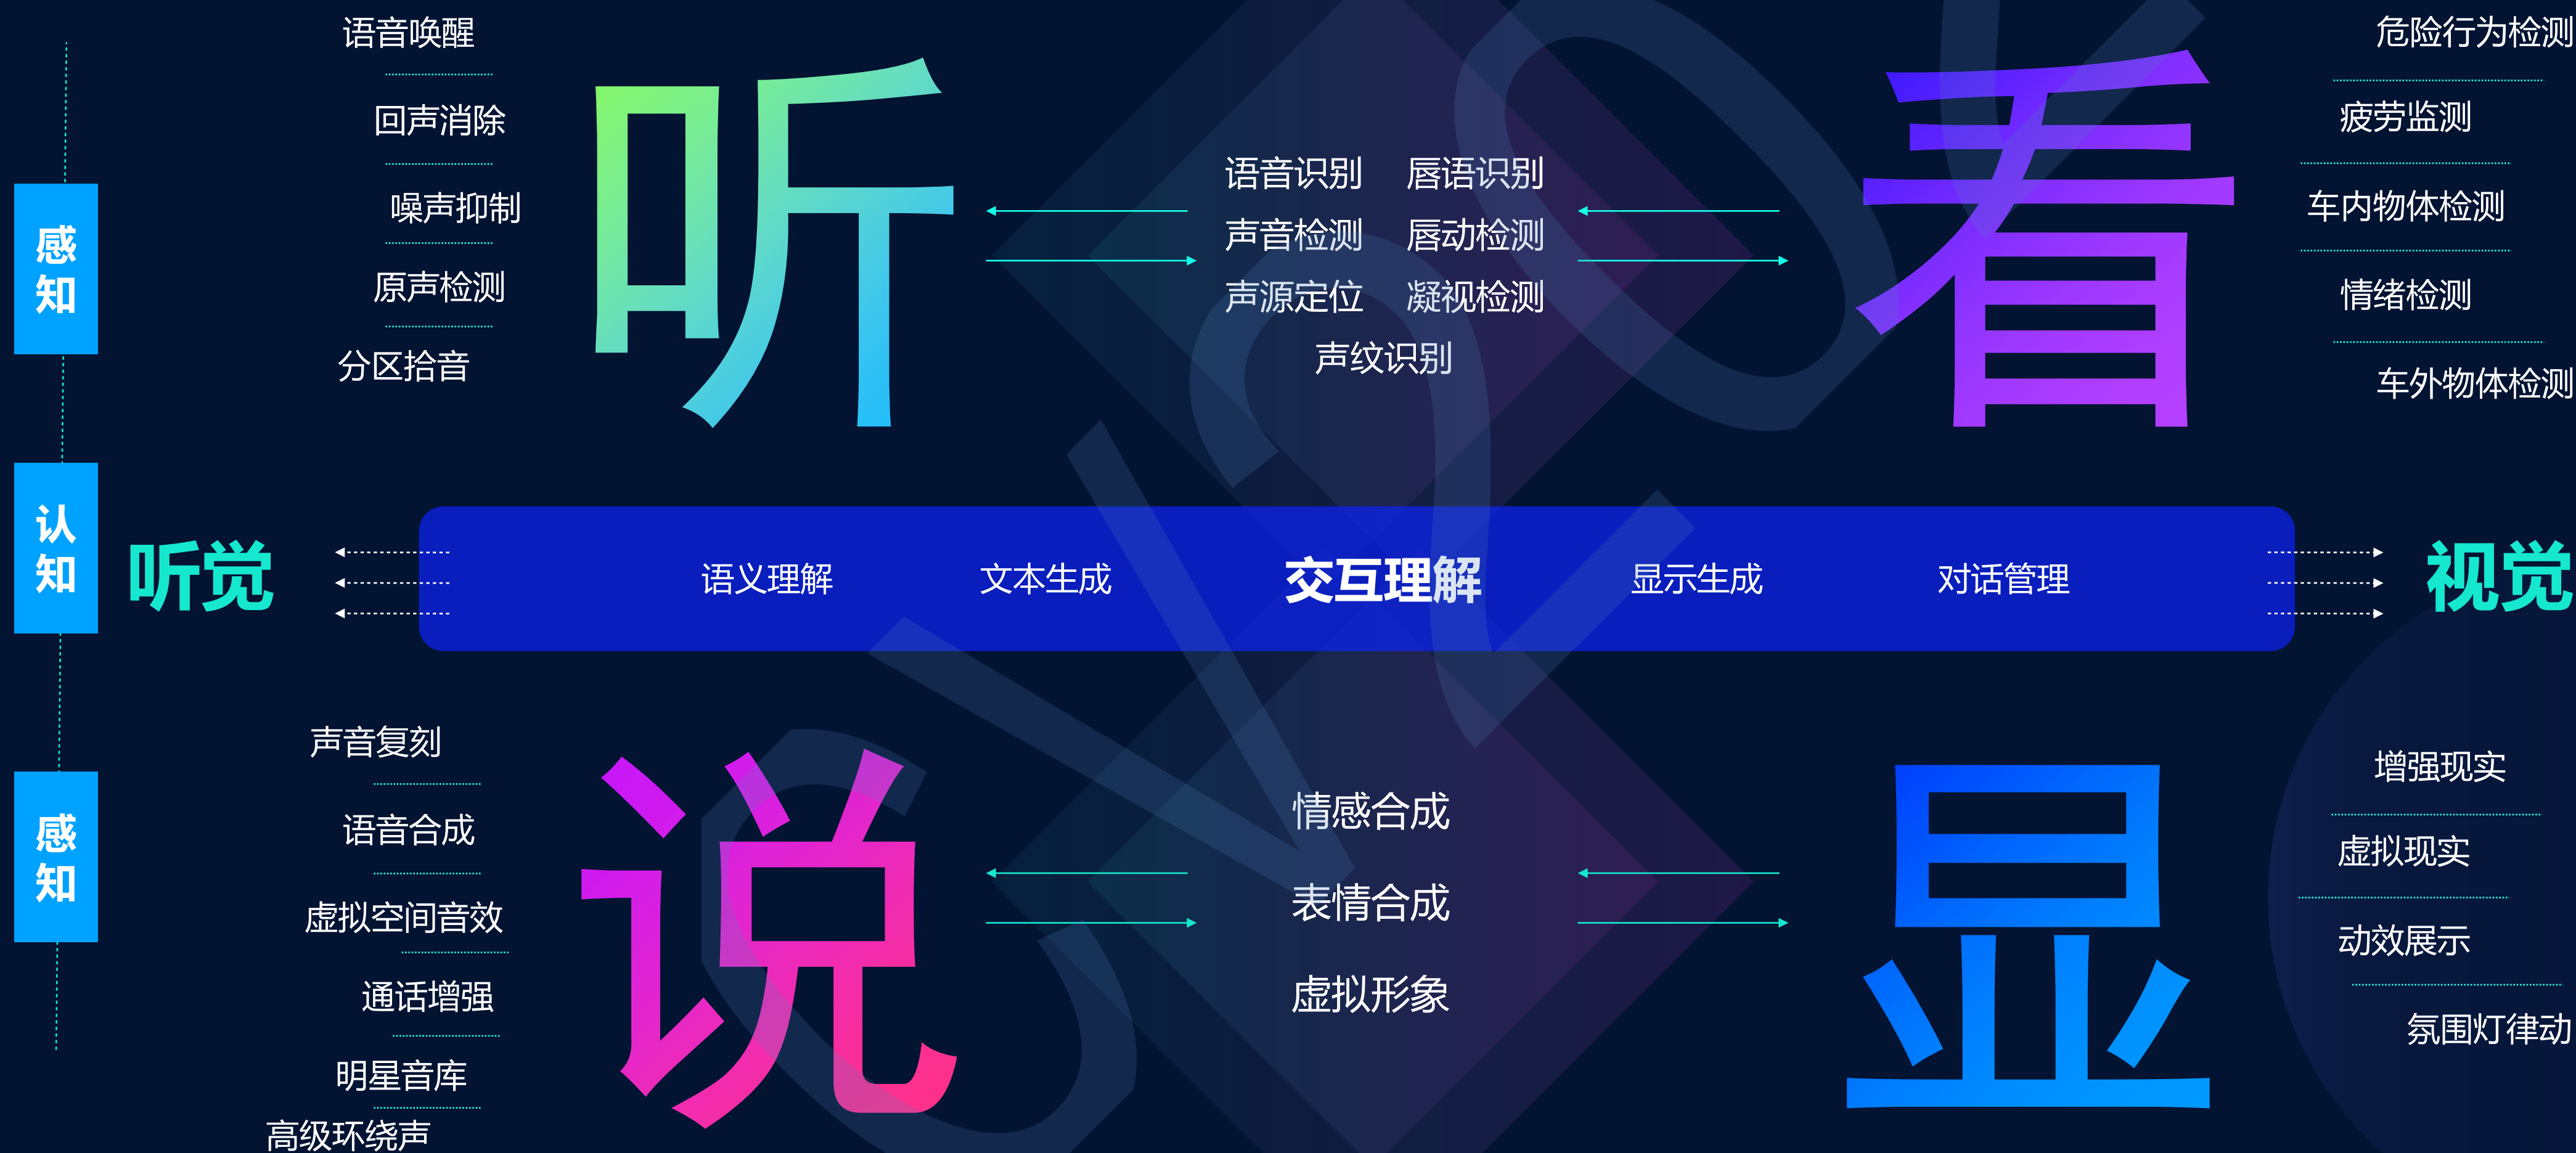 语音唤醒
回声消除
噪声抑制
原声检测
分区拾音
听
语音识别 唇语识别
声音检测 唇动检测
声源定位 凝视检测
声纹识别
看
危险行为检测
疲劳监测
车内物体检测
情绪检测
车外物体检测
感
知
认
知
听觉
语义理解 文本生成 交互理解 显示生成 对话管理
视觉
感
知
声音复刻
语音合成
虚拟空间音效
通话增强
明星音库
高级环绕声
说
情感合成
表情合成
虚拟形象
显
增强现实
虚拟现实
动效展示
氛围灯律动